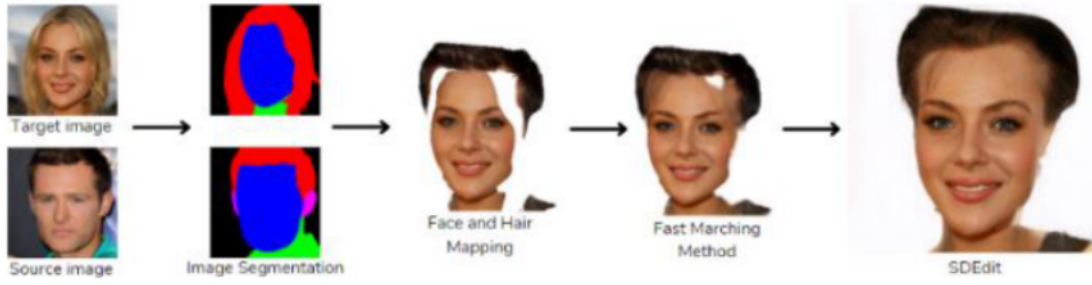 Target image
Source image
Image Segmentation
Face and Hair
Mapping
Fast Marching
Method
SDEdit